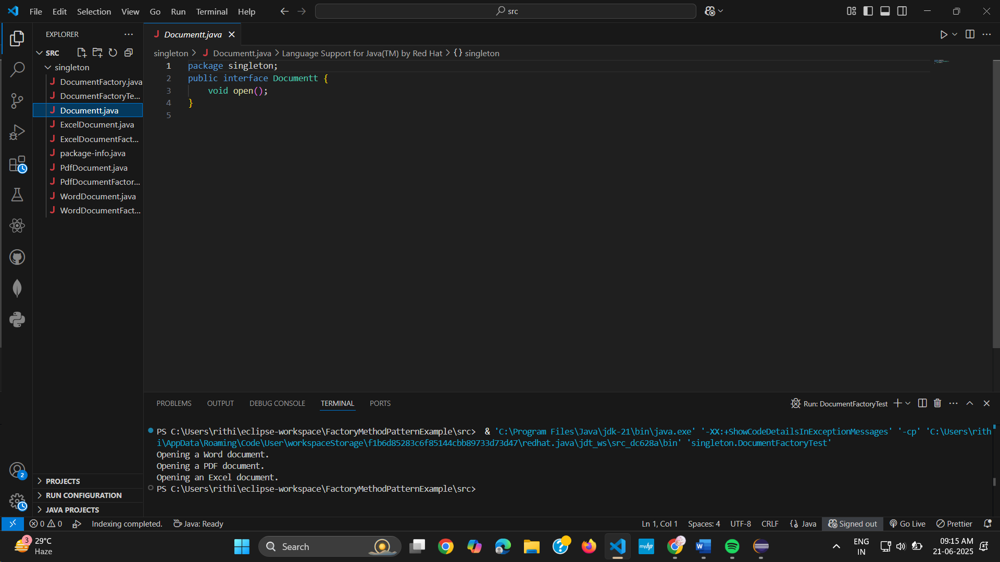 File Edit Selection View Go Run Terminal Help
src
EXPLORER
Documentt.java
SRC
singleton
DocumentFactory.java
DocumentFactoryTe...
Documentt.java
ExcelDocument.java
ExcelDocumentFact...
package-info.java
PdfDocument.java
PdfDocumentFactor...
WordDocument.java
WordDocumentFact...
PROJECTS
RUN CONFIGURATION
JAVA PROJECTS
singleton > Documentt.java > Language Support for Java(TM) by Red Hat > {} singleton
1 package singleton;
2 public interface Documentt {
3 void open();
4 }
5
PROBLEMS OUTPUT DEBUG CONSOLE TERMINAL PORTS
Run: DocumentFactoryTest
PS C:\Users\rithi\eclipse-workspace\FactoryMethodPatternExample\src> & 'C:\Program Files\Java\jdk-21\bin\java.exe' '-XX:+ShowCodeDetailsInExceptionMessages' '-cp' 'C:\Users\rith
i\AppData\Roaming\Code\User\workspaceStorage\f1b6d85283c6f85144cbb89733d73d47\redhat.java\jdt_ws\src_dc628a\bin' 'singleton.DocumentFactoryTest'
Opening a Word document.
Opening a PDF document.
Opening an Excel document.
PS C:\Users\rithi\eclipse-workspace\FactoryMethodPatternExample\src>
2
0 0 Indexing completed. Java: Ready
Ln 1, Col 1 Spaces: 4 UTF-8 CRLF Java Signed out Go Live Prettier
3
29°C
Haze
Search
myhp
W
ENG
IN
09:15 AM
21-06-2025